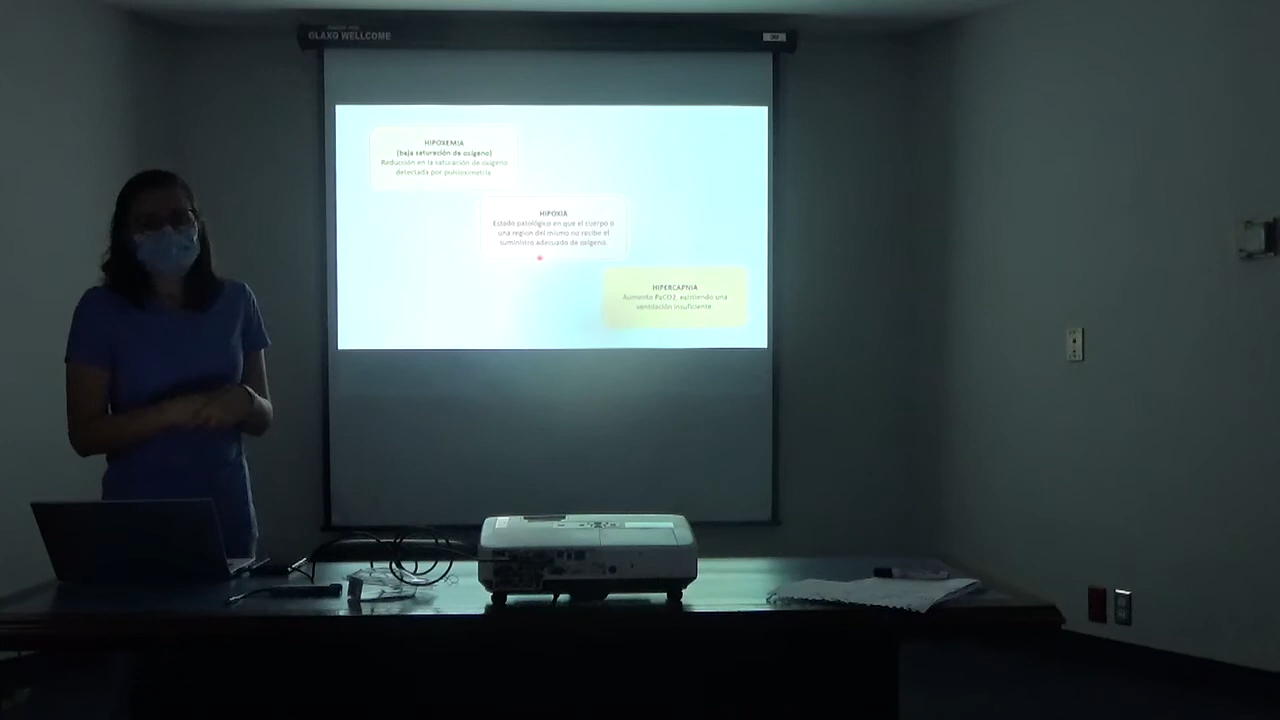 GLAXO WELLCOME
HIPOXEMIA
(baja saturación de oxígeno)
Reducción en la saturación de oxígeno
detectada por pulsioximetría
HIPOXIA
Estado patológico en que el cuerpo o
una región del mismo no recibe el
suministro adecuado de oxígeno.
HIPERCAPNIA
Aumento PaCO2, existiendo una
ventilación insuficiente